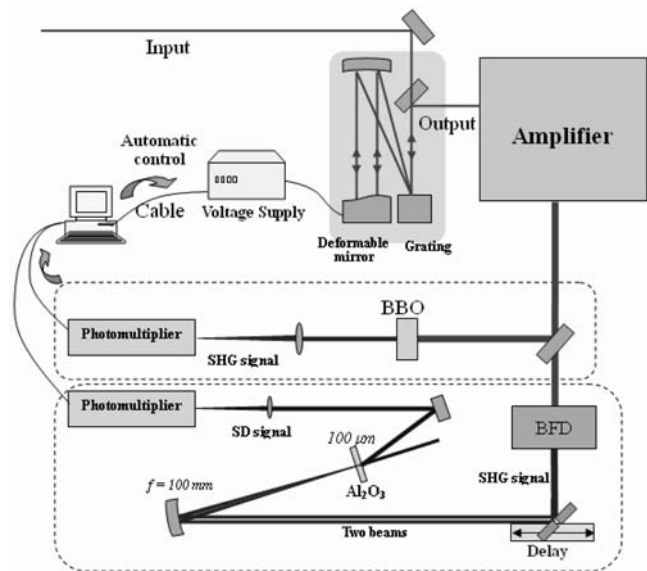 Input
Output
Amplifier
Automatic
control
Cable
Voltage Supply
Deformable
mirror
Grating
BBO
Photomultiplier
SHG signal
Photomultiplier
SD signal
100 μm
Al₂O₃
BFD
SHG signal
f = 100 mm
Two beams
Delay